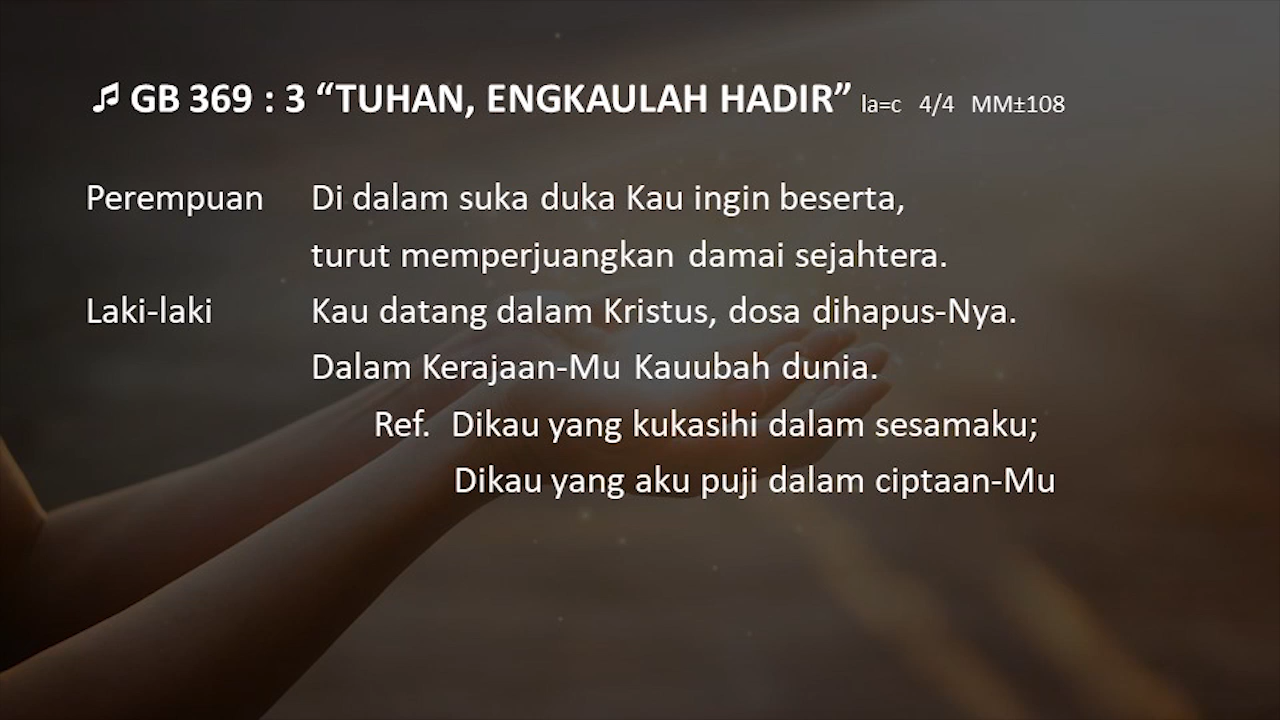 ♫ GB 369 : 3 “TUHAN, ENGKAULAH HADIR” la=c 4/4 MM±108
Perempuan Di dalam suka duka Kau ingin beserta,
turut memperjuangkan damai sejahtera.
Laki-laki Kau datang dalam Kristus, dosa dihapus-Nya.
Dalam Kerajaan-Mu Kauubah dunia.
Ref. Dikau yang kukasihi dalam sesamaku;
Dikau yang aku puji dalam ciptaan-Mu